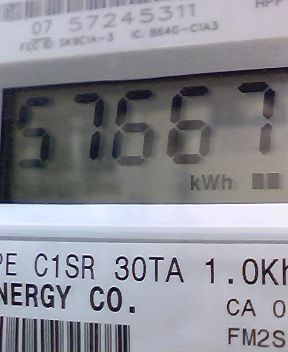 07 57245311
FCC ID: SK9C1A-3 IC: 864G-C1A3
57667
kWh
PE C1SR 30TA 1.0Kh
NERGY CO.
CA 0
FM2S